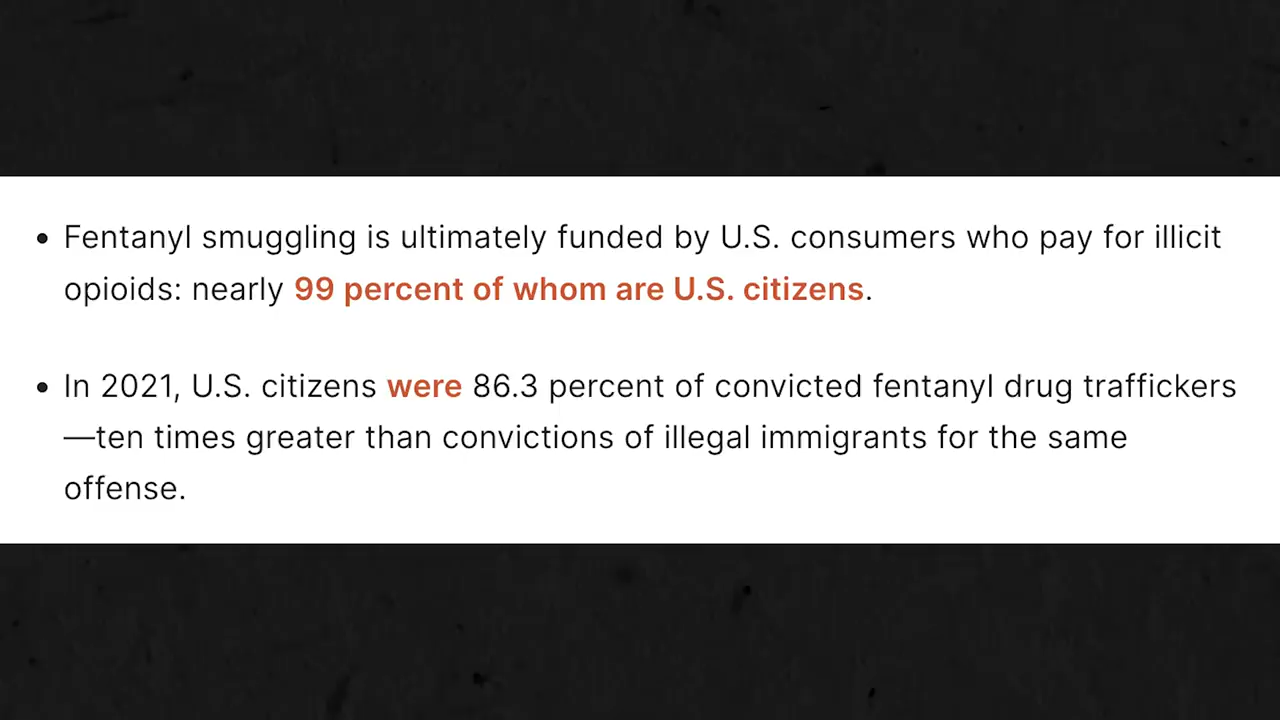 • Fentanyl smuggling is ultimately funded by U.S. consumers who pay for illicit
opioids: nearly 99 percent of whom are U.S. citizens.
• In 2021, U.S. citizens were 86.3 percent of convicted fentanyl drug traffickers
—ten times greater than convictions of illegal immigrants for the same
offense.